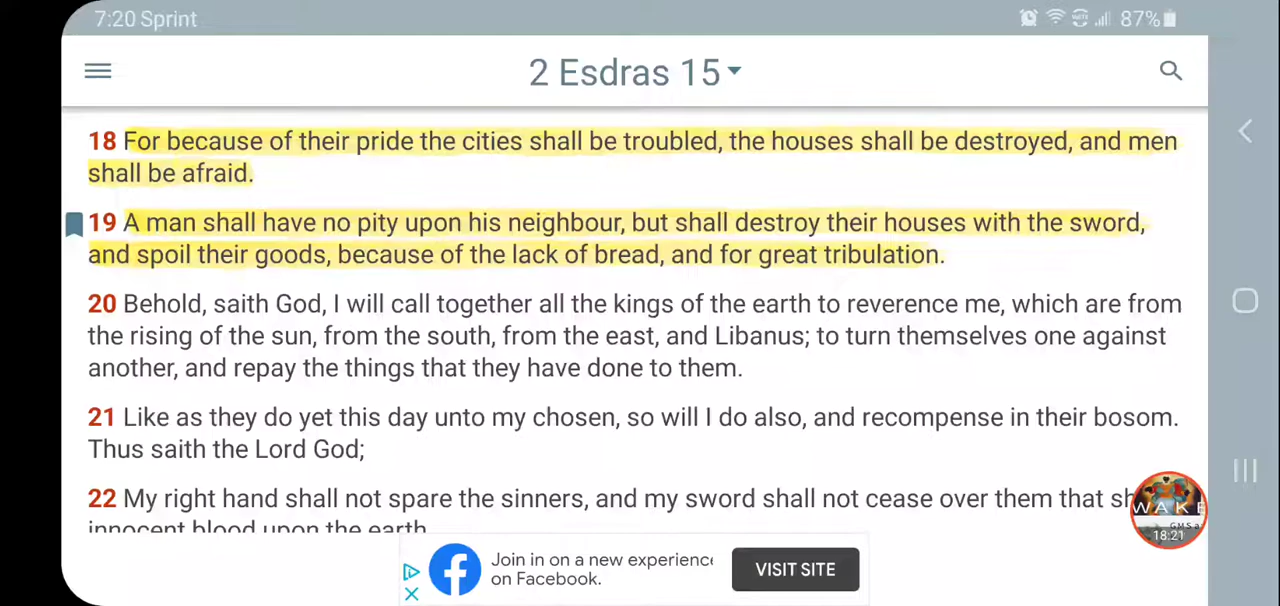 7:20 Sprint 87%
2 Esdras 15
18 For because of their pride the cities shall be troubled, the houses shall be destroyed, and men
shall be afraid.
19 A man shall have no pity upon his neighbour, but shall destroy their houses with the sword,
and spoil their goods, because of the lack of bread, and for great tribulation.
20 Behold, saith God, I will call together all the kings of the earth to reverence me, which are from
the rising of the sun, from the south, from the east, and Libanus; to turn themselves one against
another, and repay the things that they have done to them.
21 Like as they do yet this day unto my chosen, so will I do also, and recompense in their bosom.
Thus saith the Lord God;
22 My right hand shall not spare the sinners, and my sword shall not cease over them that sh
innocent blood upon the earth
WAKE
GMS a
18:21
Join in on a new experience
on Facebook.
VISIT SITE